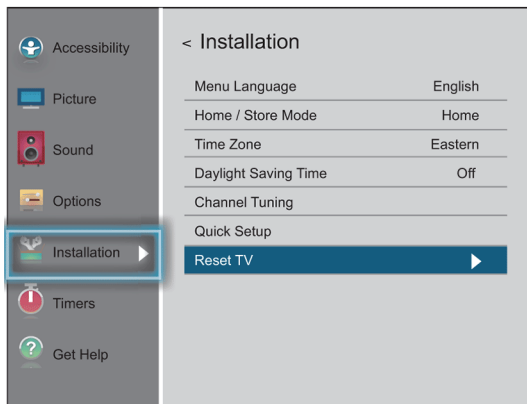 Accessibility
Picture
Sound
Options
Installation
Timers
? Get Help
< Installation
Menu Language English
Home / Store Mode Home
Time Zone Eastern
Daylight Saving Time Off
Channel Tuning
Quick Setup
Reset TV